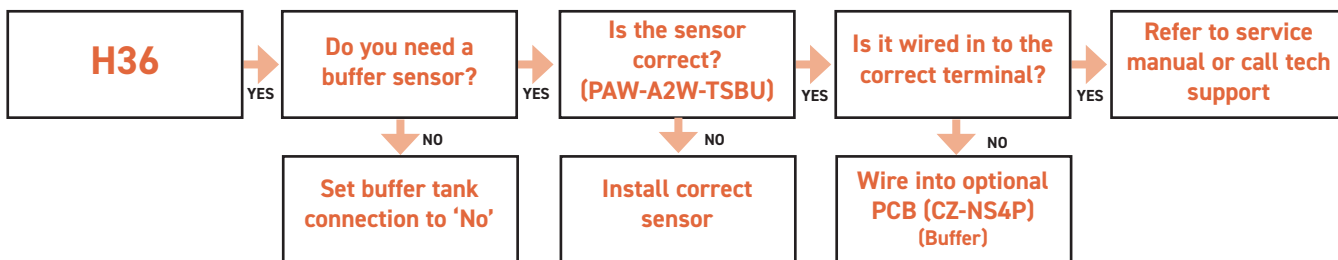 H36
YES
Do you need a
buffer sensor?
YES
Is the sensor
correct?
(PAW-A2W-TSBU)
YES
Is it wired in to the
correct terminal?
YES
Refer to service
manual or call tech
support
NO
Set buffer tank
connection to ‘No’
NO
Install correct
sensor
NO
Wire into optional
PCB (CZ-NS4P)
(Buffer)